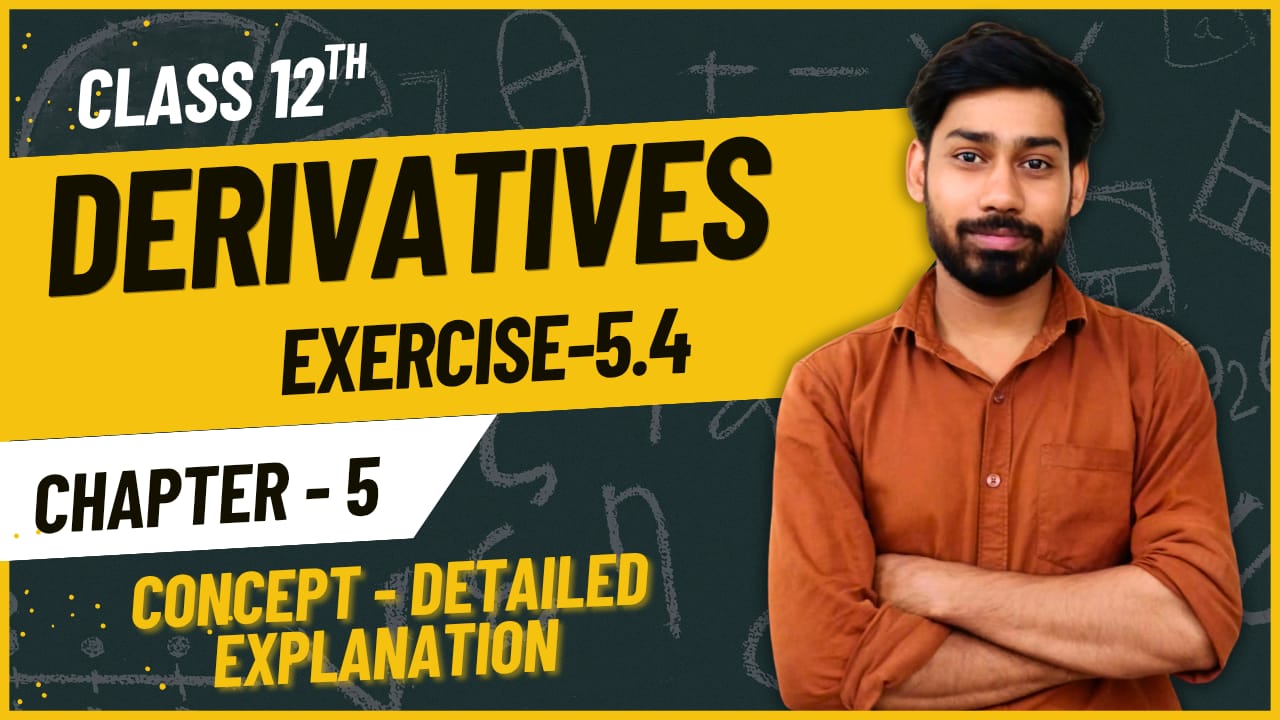 CLASS 12TH
DERIVATIVES
EXERCISE-5.4
CHAPTER - 5
CONCEPT - DETAILED
EXPLANATION